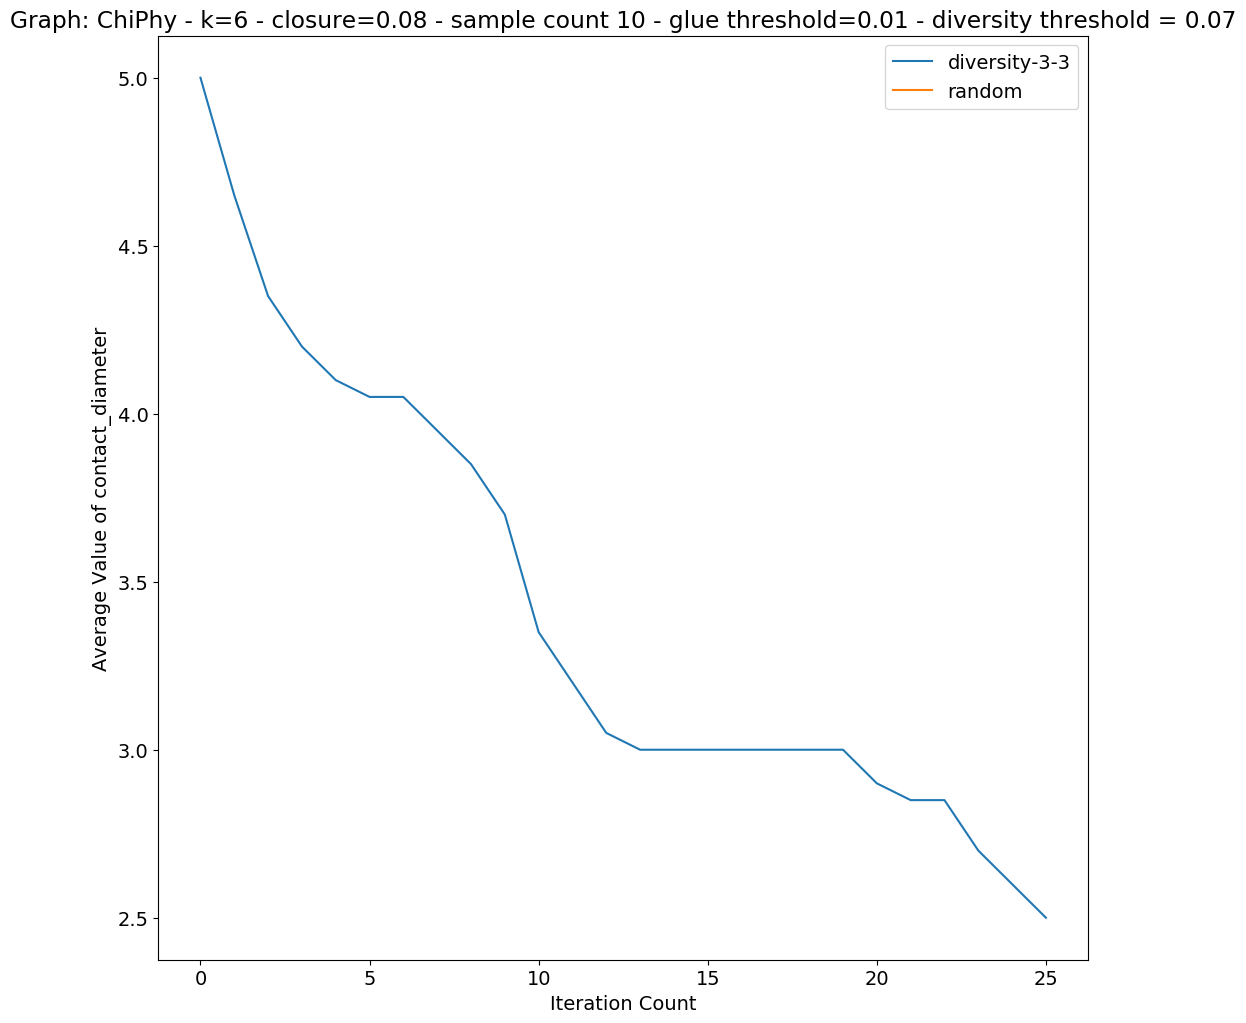 Graph: ChiPhy - k=6 - closure=0.08 - sample count 10 - glue threshold=0.01 - diversity threshold = 0.07
diversity-3-3
random
Average Value of contact_diameter
5.0
4.5
4.0
3.5
3.0
2.5
0 5 10 15 20 25
Iteration Count